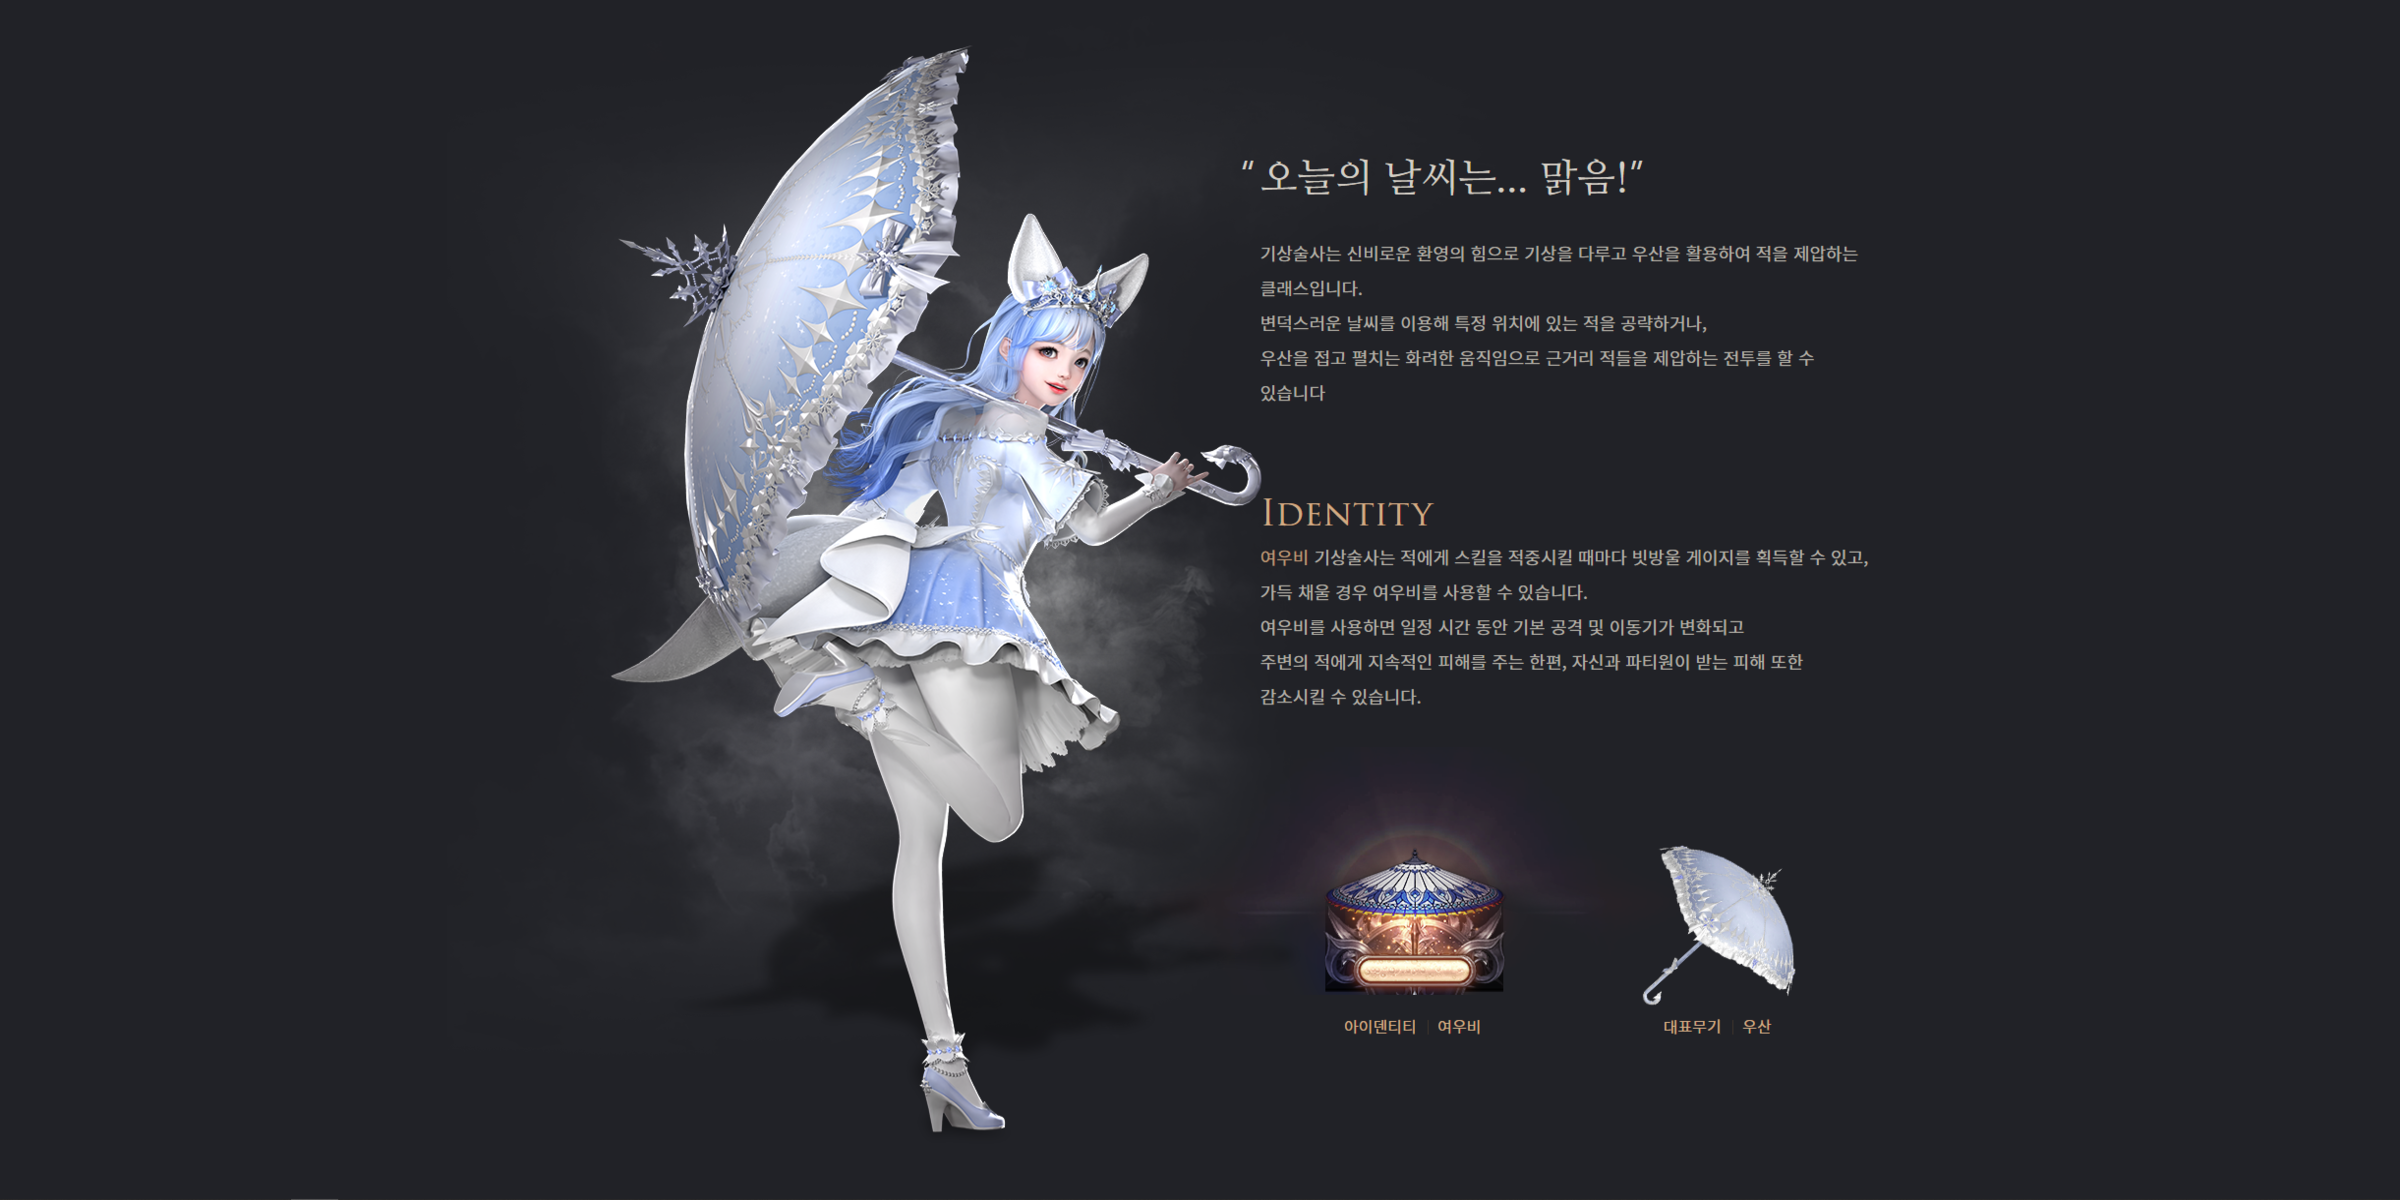 “ 오늘의 날씨는... 맑음!”
기상술사는 신비로운 환영의 힘으로 기상을 다루고 우산을 활용하여 적을 제압하는
클래스입니다.
변덕스러운 날씨를 이용해 특정 위치에 있는 적을 공략하거나,
우산을 접고 펼치는 화려한 움직임으로 근거리 적들을 제압하는 전투를 할 수
있습니다
IDENTITY
여우비 기상술사는 적에게 스킬을 적중시킬 때마다 빗방울 게이지를 획득할 수 있고,
가득 채울 경우 여우비를 사용할 수 있습니다.
여우비를 사용하면 일정 시간 동안 기본 공격 및 이동기가 변화되고
주변의 적에게 지속적인 피해를 주는 한편, 자신과 파티원이 받는 피해 또한
감소시킬 수 있습니다.
아이덴티티 | 여우비
대표무기 | 우산